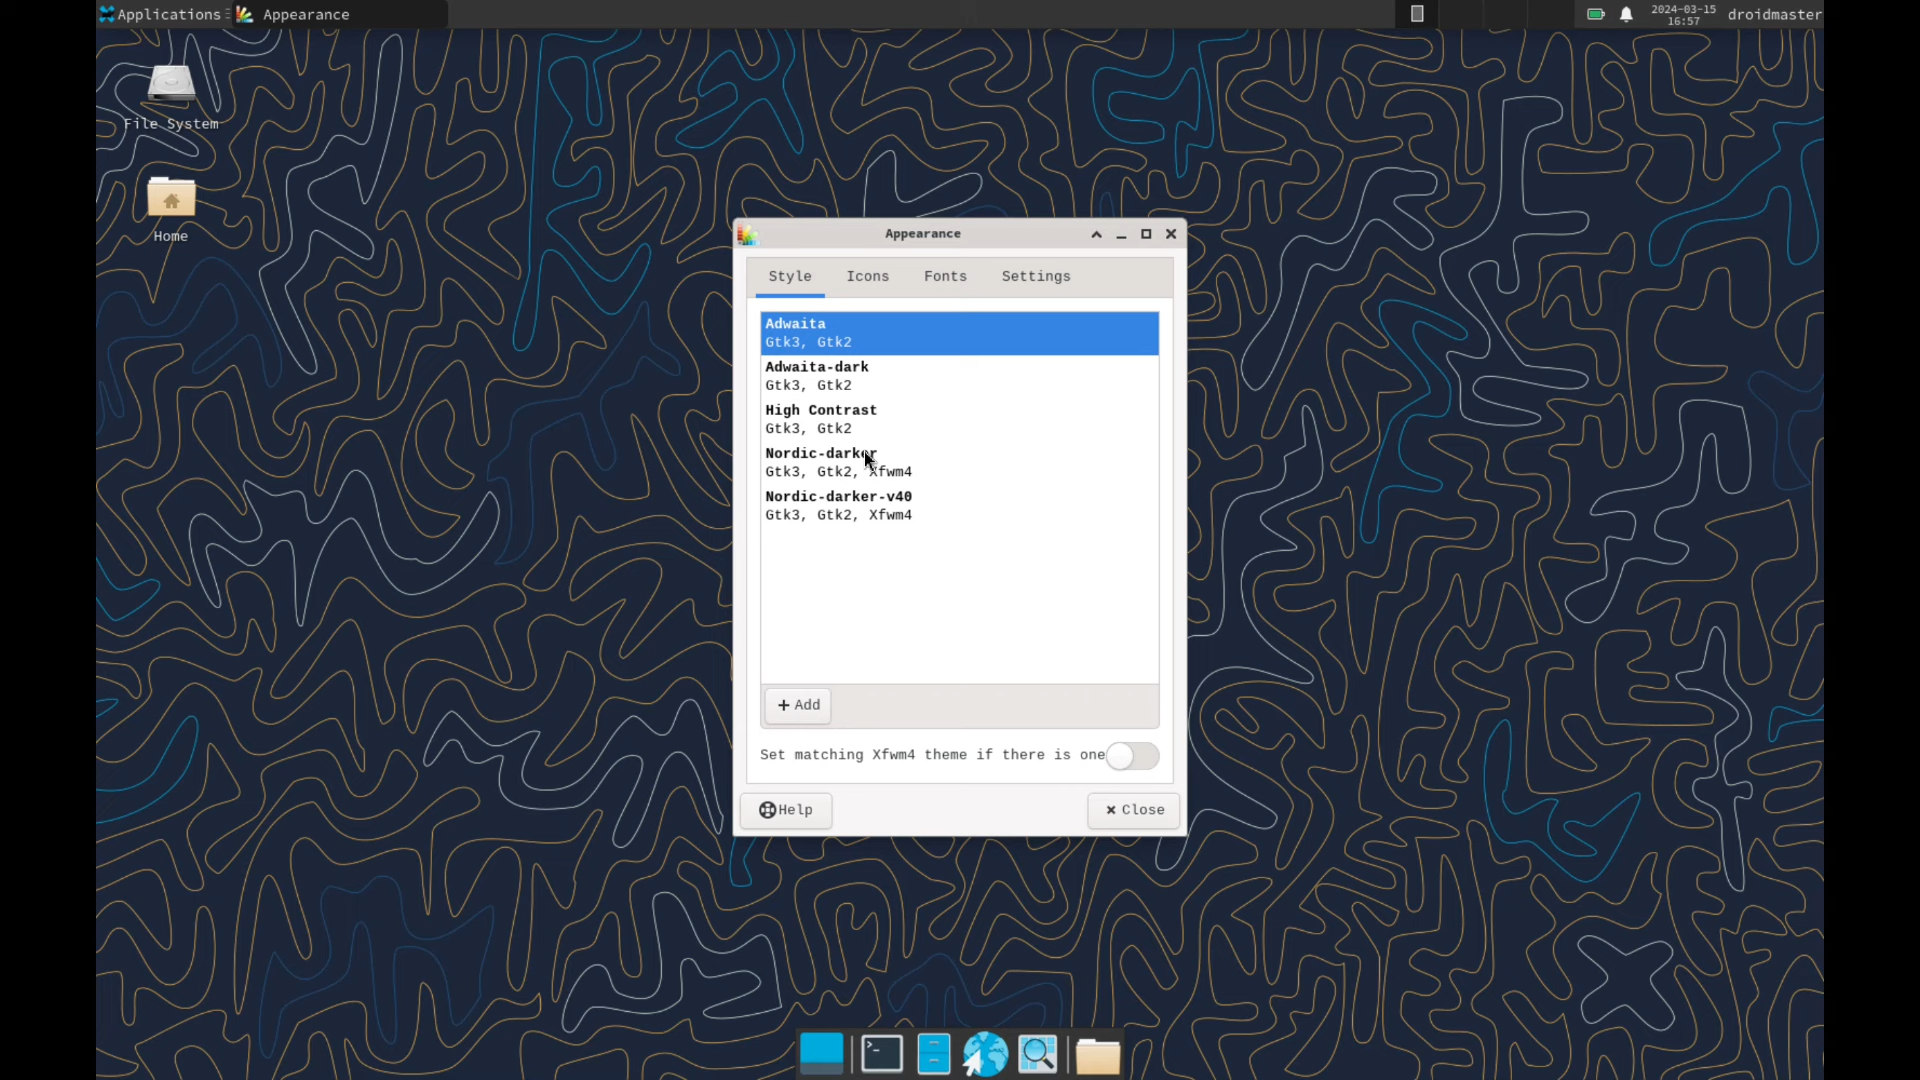 Applications
Appearance
2024-03-15
16:57
droidmaster
File System
Home
Appearance
Style
Icons
Fonts
Settings
Adwaita
Gtk3, Gtk2
Adwaita-dark
Gtk3, Gtk2
High Contrast
Gtk3, Gtk2
Nordic-darker
Gtk3, Gtk2, Xfwm4
Nordic-darker-v40
Gtk3, Gtk2, Xfwm4
+ Add
Set matching Xfwm4 theme if there is one
Help
Close